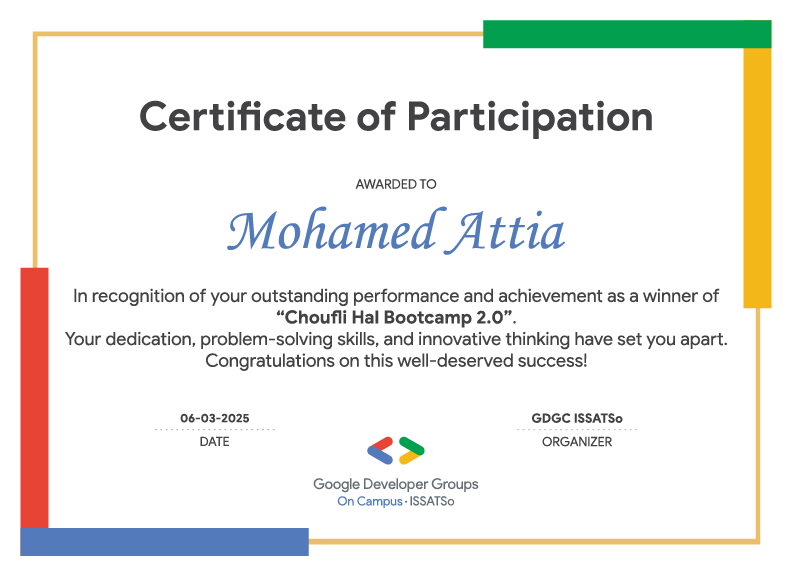 Certificate of Participation
AWARDED TO
Mohamed Attia
In recognition of your outstanding performance and achievement as a winner of
“Choufli Hal Bootcamp 2.0”.
Your dedication, problem-solving skills, and innovative thinking have set you apart.
Congratulations on this well-deserved success!
06-03-2025
DATE
GDGC ISSATSo
ORGANIZER
Google Developer Groups
On Campus · ISSATSo